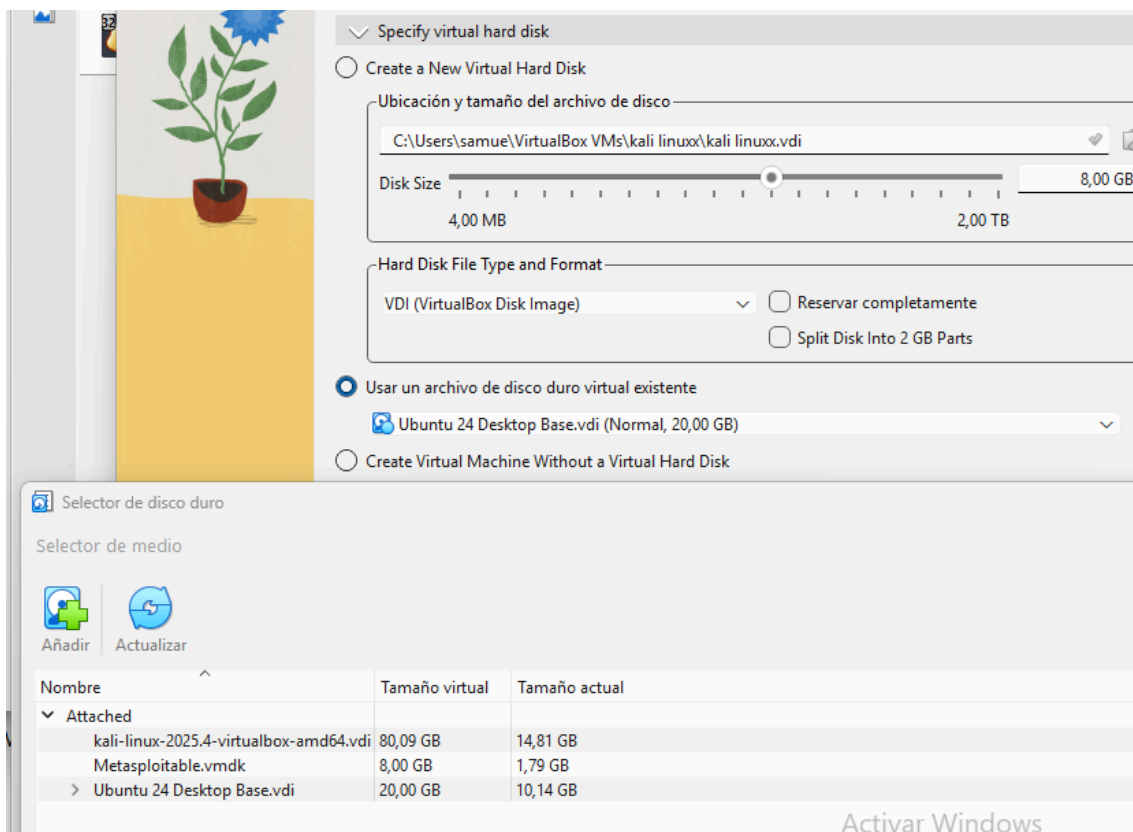 32
Specify virtual hard disk
Create a New Virtual Hard Disk
Ubicación y tamaño del archivo de disco
C:\Users\samue\VirtualBox VMs\kali linuxx\kali linuxx.vdi
Disk Size
8,00 GB
4,00 MB 2,00 TB
Hard Disk File Type and Format
VDI (VirtualBox Disk Image) Reservar completamente
Split Disk Into 2 GB Parts
Usar un archivo de disco duro virtual existente
Ubuntu 24 Desktop Base.vdi (Normal, 20,00 GB)
Create Virtual Machine Without a Virtual Hard Disk
Selector de disco duro
Selector de medio
Añadir Actualizar
Nombre Tamaño virtual Tamaño actual
Attached
kali-linux-2025.4-virtualbox-amd64.vdi 80,09 GB 14,81 GB
Metasploitable.vmdk 8,00 GB 1,79 GB
Ubuntu 24 Desktop Base.vdi 20,00 GB 10,14 GB
Activar Windows